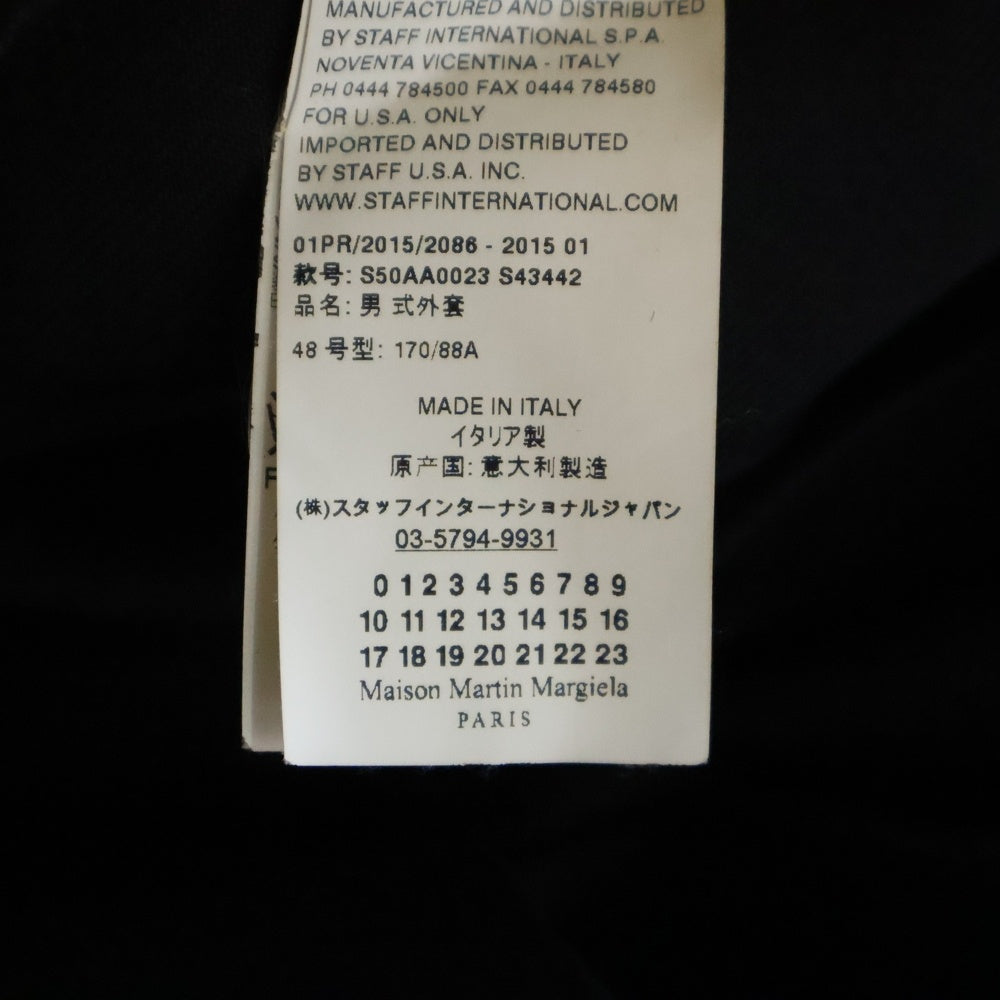 MANUFACTURED AND DISTRIBUTED
BY STAFF INTERNATIONAL S.P.A.
NOVENTA VICENTINA - ITALY
PH 0444 784500 FAX 0444 784580
FOR U.S.A. ONLY
IMPORTED AND DISTRIBUTED
BY STAFF U.S.A. INC.
WWW.STAFFINTERNATIONAL.COM
01PR/2015/2086 - 2015 01
款号: S50AA0023 S43442
品名: 男 式外套
48 号型: 170/88A
MADE IN ITALY
イタリア製
原产国: 意大利製造
(株)スタッフインターナショナルジャパン
03-5794-9931
0 1 2 3 4 5 6 7 8 9
10 11 12 13 14 15 16
17 18 19 20 21 22 23
Maison Martin Margiela
PARIS